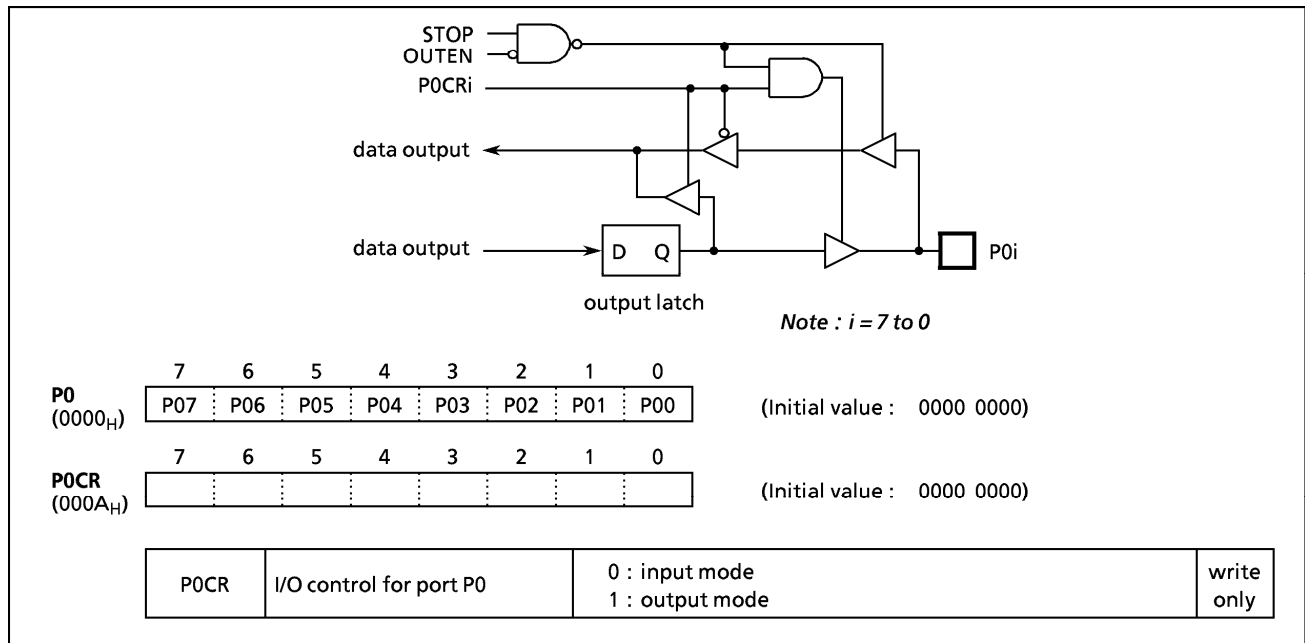 STOP
OUTEN
P0CRi
data output
data output
D Q
P0i
output latch
Note : i = 7 to 0
7 6 5 4 3 2 1 0
P0
(0000H)
P07 P06 P05 P04 P03 P02 P01 P00
(Initial value : 0000 0000)
7 6 5 4 3 2 1 0
P0CR
(000AH)
(Initial value : 0000 0000)
P0CR
I/O control for port P0
0 : input mode
1 : output mode
write
only